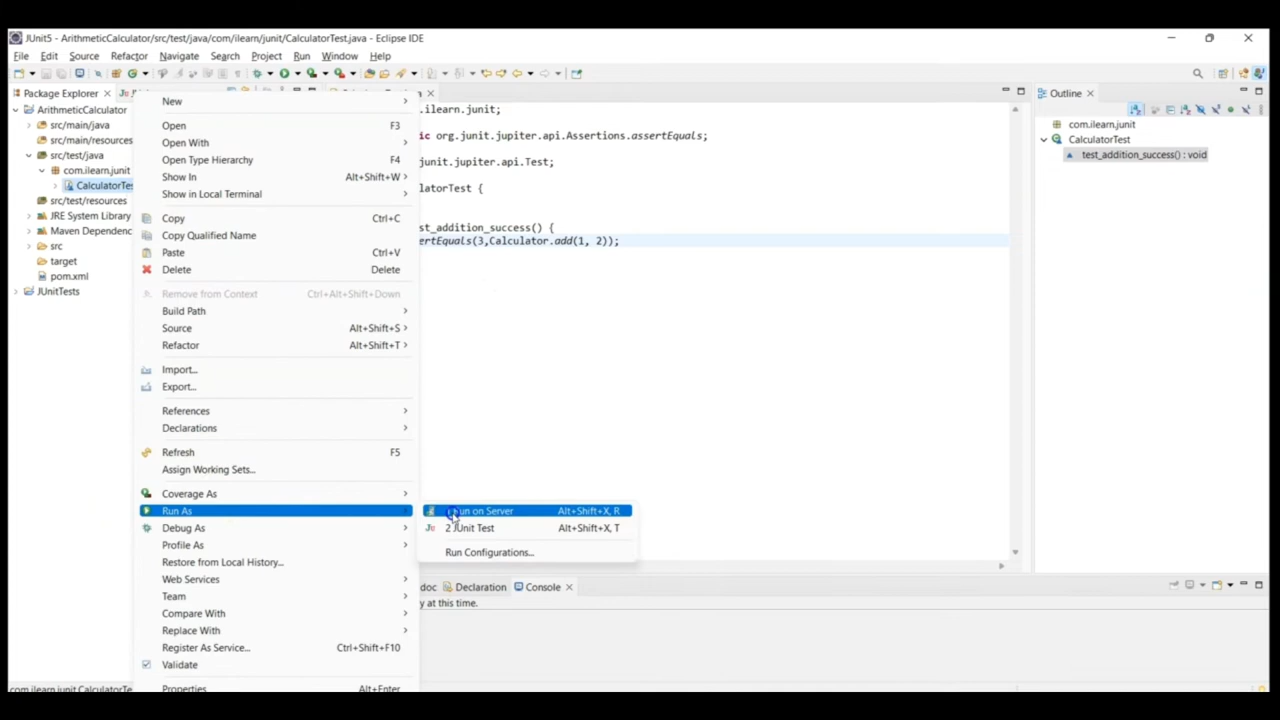 JUnit5 - ArithmeticCalculator/src/test/java/com/ilearn/junit/CalculatorTest.java - Eclipse IDE
File Edit Source Refactor Navigate Search Project Run Window Help
Package Explorer
ArithmeticCalculator
src/main/java
src/main/resources
src/test/java
com.ilearn.junit
CalculatorTes
src/test/resources
JRE System Library
Maven Dependenc
src
target
pom.xml
JUnitTests
New
Open F3
Open With
Open Type Hierarchy F4
Show In Alt+Shift+W
Show in Local Terminal
Copy Ctrl+C
Copy Qualified Name
Paste Ctrl+V
Delete Delete
Remove from Context Ctrl+Alt+Shift+Down
Build Path
Source Alt+Shift+S
Refactor Alt+Shift+T
Import...
Export...
References
Declarations
Refresh F5
Assign Working Sets...
Coverage As
Run As
Debug As
Profile As
Restore from Local History...
Web Services
Team
Compare With
Replace With
Register As Service... Ctrl+Shift+F10
Validate
Properties Alt+Enter
un on Server Alt+Shift+X, R
2 JUnit Test Alt+Shift+X, T
Run Configurations...
.ilearn.junit;
ic org.junit.jupiter.api.Assertions.assertEquals;
junit.jupiter.api.Test;
latorTest {
st_addition_success() {
ertEquals(3,Calculator.add(1, 2));
Outline
com.ilearn.junit
CalculatorTest
test_addition_success() : void
doc Declaration Console
y at this time.
com.ilearn.junit.CalculatorTe